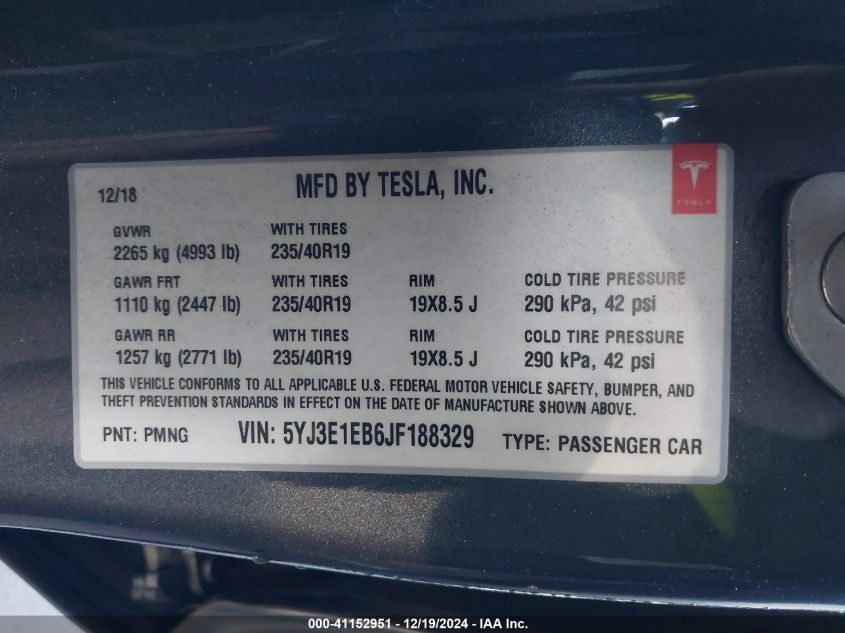 12/18
MFD BY TESLA, INC.
TESLA
GVWR WITH TIRES
2265 kg (4993 lb) 235/40R19
GAWR FRT WITH TIRES RIM COLD TIRE PRESSURE
1110 kg (2447 lb) 235/40R19 19X8.5 J 290 kPa, 42 psi
GAWR RR WITH TIRES RIM COLD TIRE PRESSURE
1257 kg (2771 lb) 235/40R19 19X8.5 J 290 kPa, 42 psi
THIS VEHICLE CONFORMS TO ALL APPLICABLE U.S. FEDERAL MOTOR VEHICLE SAFETY, BUMPER, AND
THEFT PREVENTION STANDARDS IN EFFECT ON THE DATE OF MANUFACTURE SHOWN ABOVE.
PNT: PMNG VIN: 5YJ3E1EB6JF188329 TYPE: PASSENGER CAR
000-41152951 - 12/19/2024 - IAA Inc.